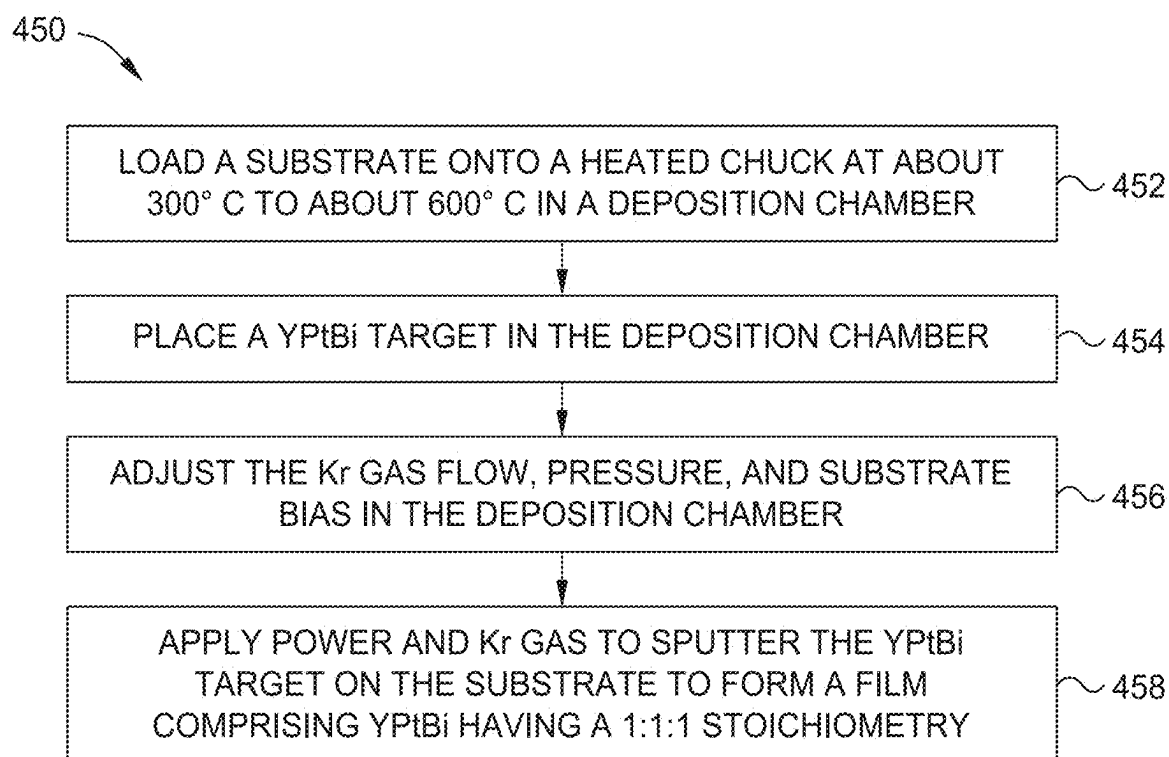 450
LOAD A SUBSTRATE ONTO A HEATED CHUCK AT ABOUT
300° C TO ABOUT 600° C IN A DEPOSITION CHAMBER
452
PLACE A YPtBi TARGET IN THE DEPOSITION CHAMBER
454
ADJUST THE Kr GAS FLOW, PRESSURE, AND SUBSTRATE
BIAS IN THE DEPOSITION CHAMBER
456
APPLY POWER AND Kr GAS TO SPUTTER THE YPtBi
TARGET ON THE SUBSTRATE TO FORM A FILM
COMPRISING YPtBi HAVING A 1:1:1 STOICHIOMETRY
458